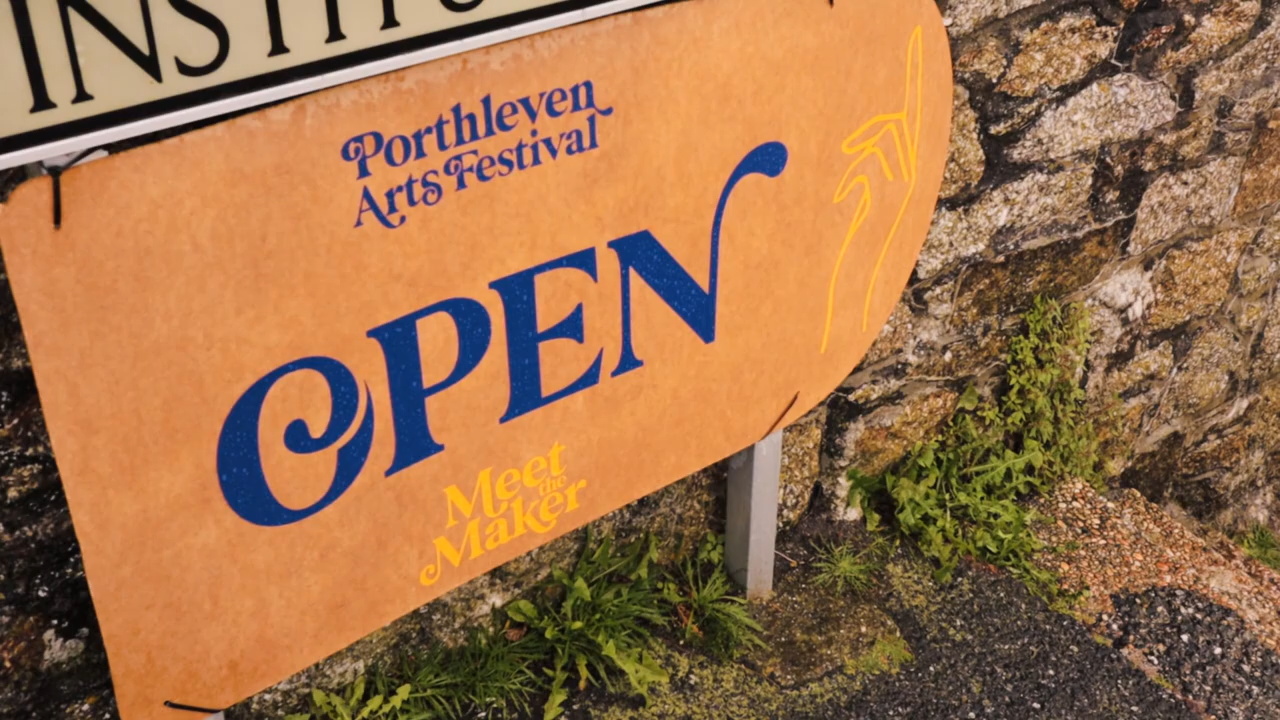 Porthleven
Arts Festival
OPEN
Meet
the
Maker